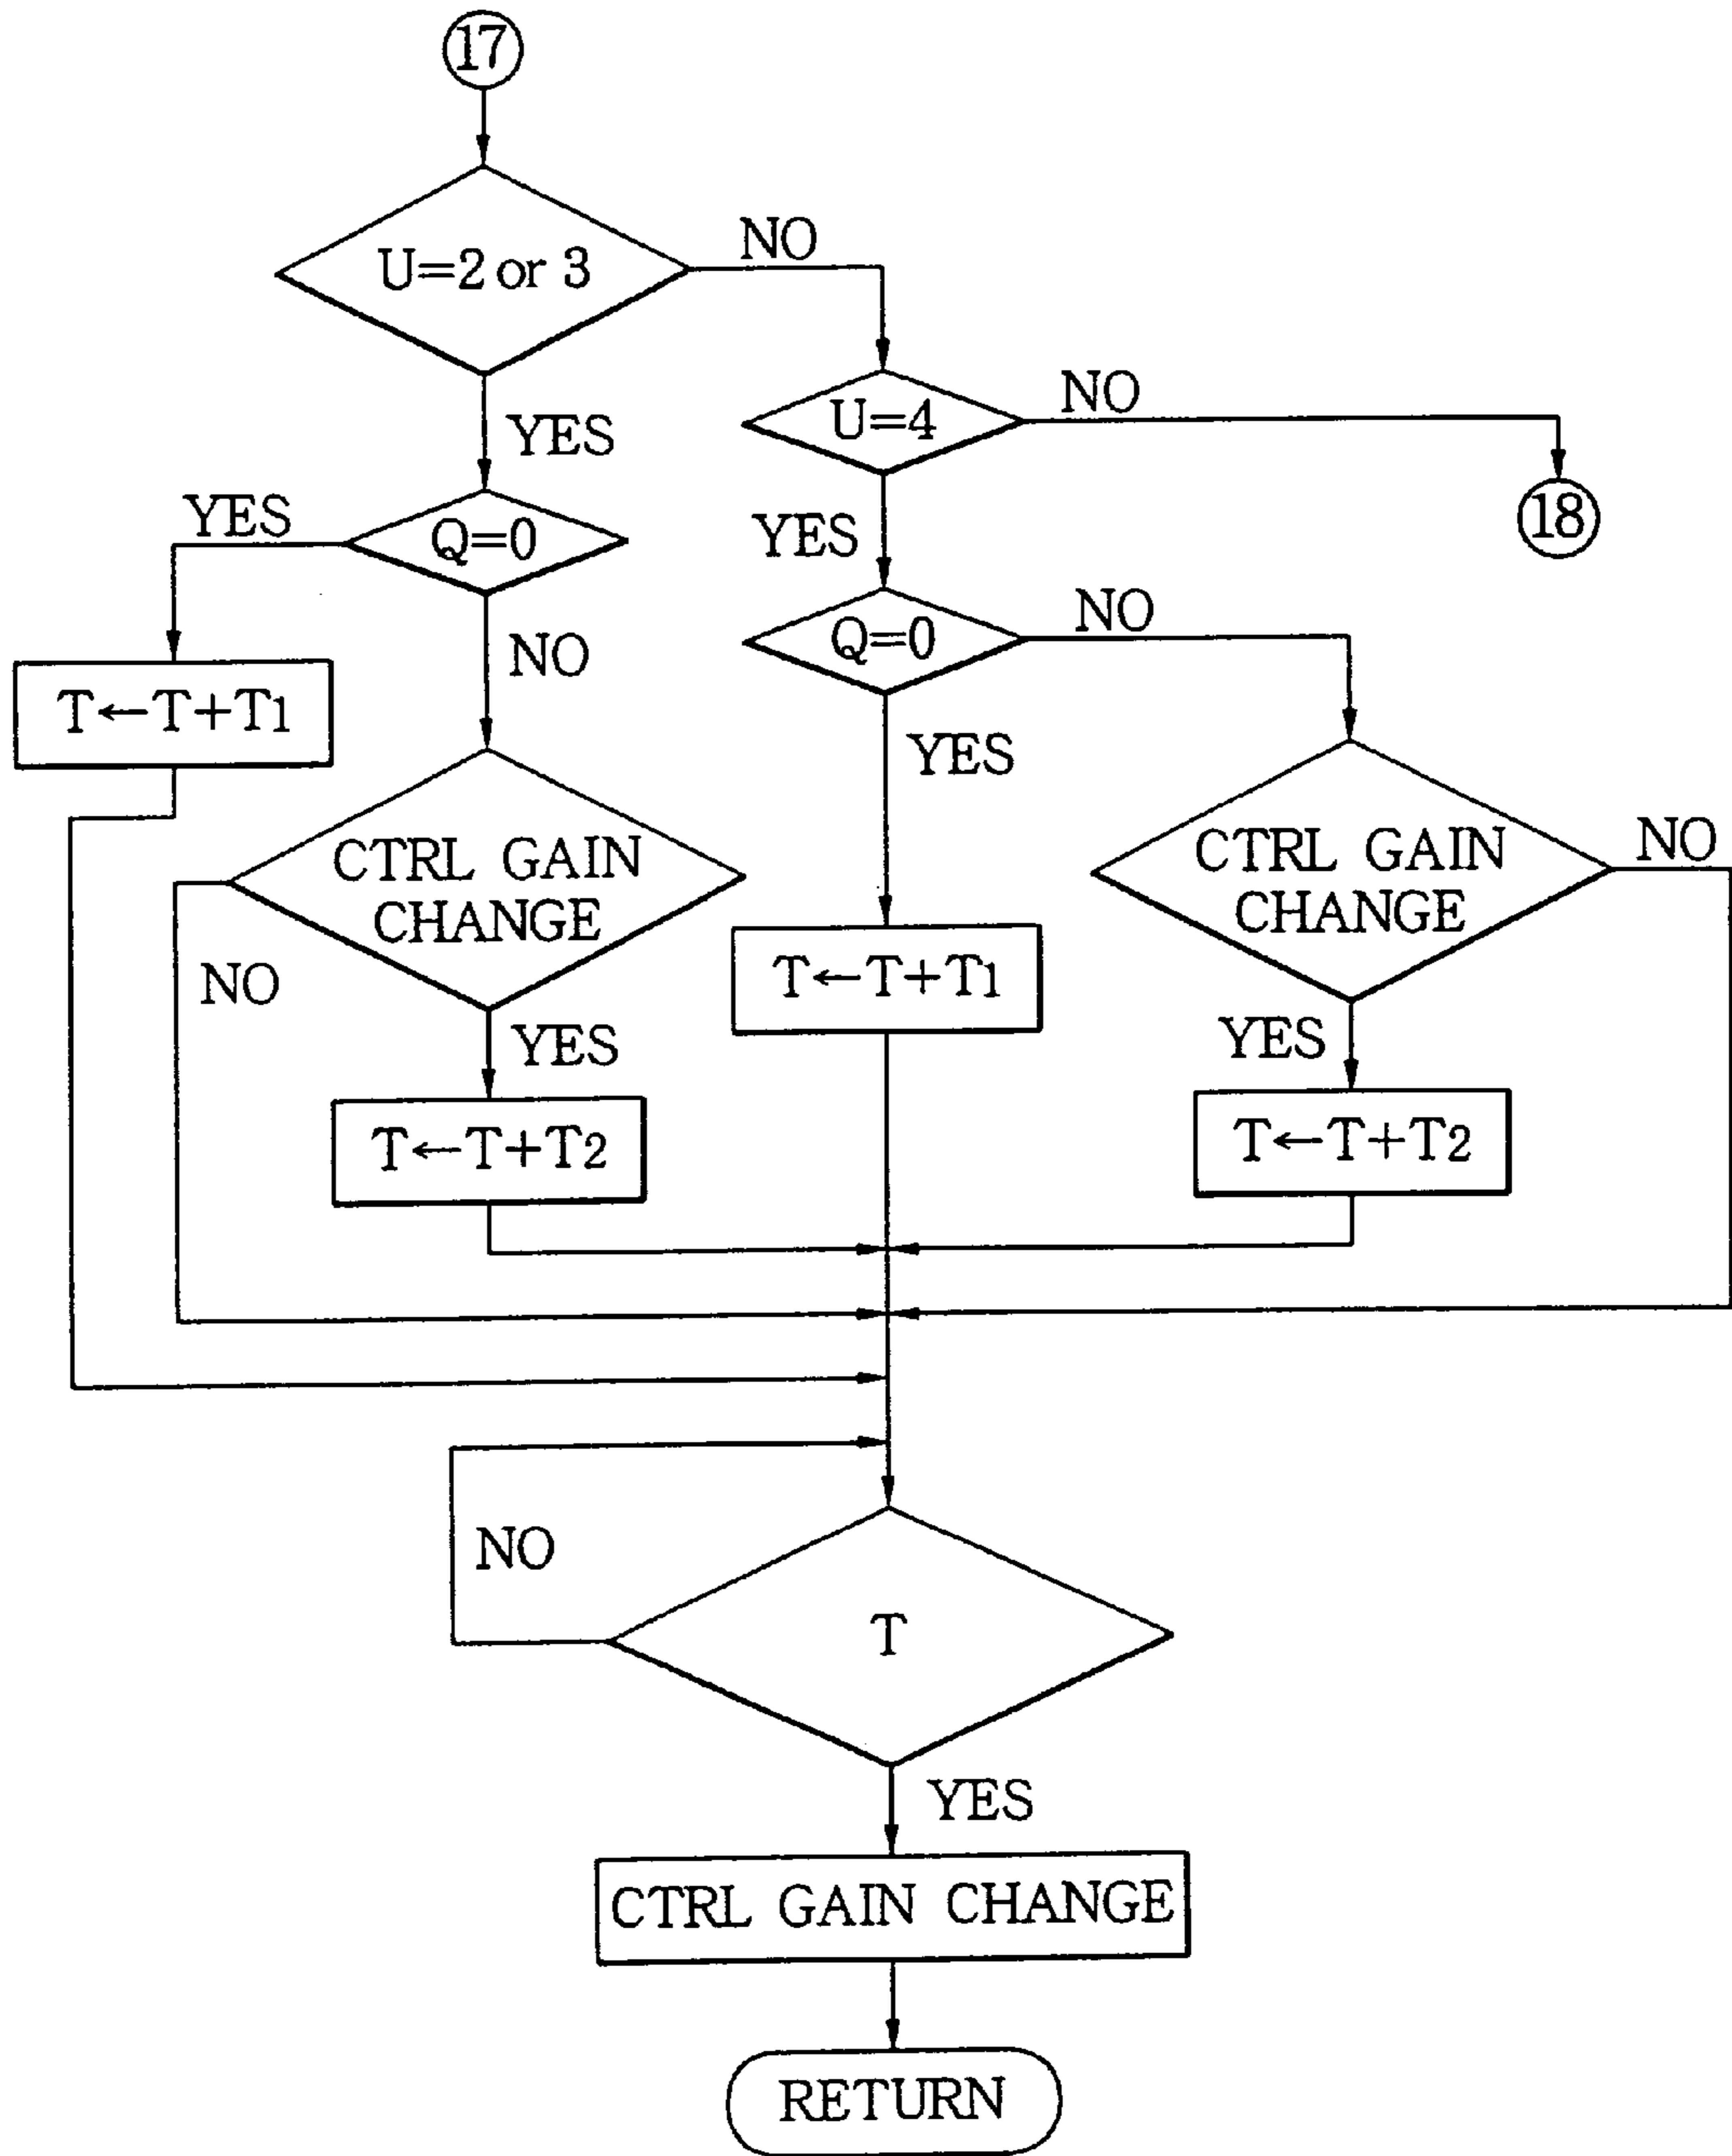 17
U=2 or 3
NO
U=4
NO
YES
YES
Q=0
YES
18
Q=0
NO
NO
T←T+T1
YES
CTRL GAIN
CHANGE
CTRL GAIN
CHANGE
NO
NO
T←T+T1
YES
YES
T←T+T2
T←T+T2
NO
T
YES
CTRL GAIN CHANGE
RETURN